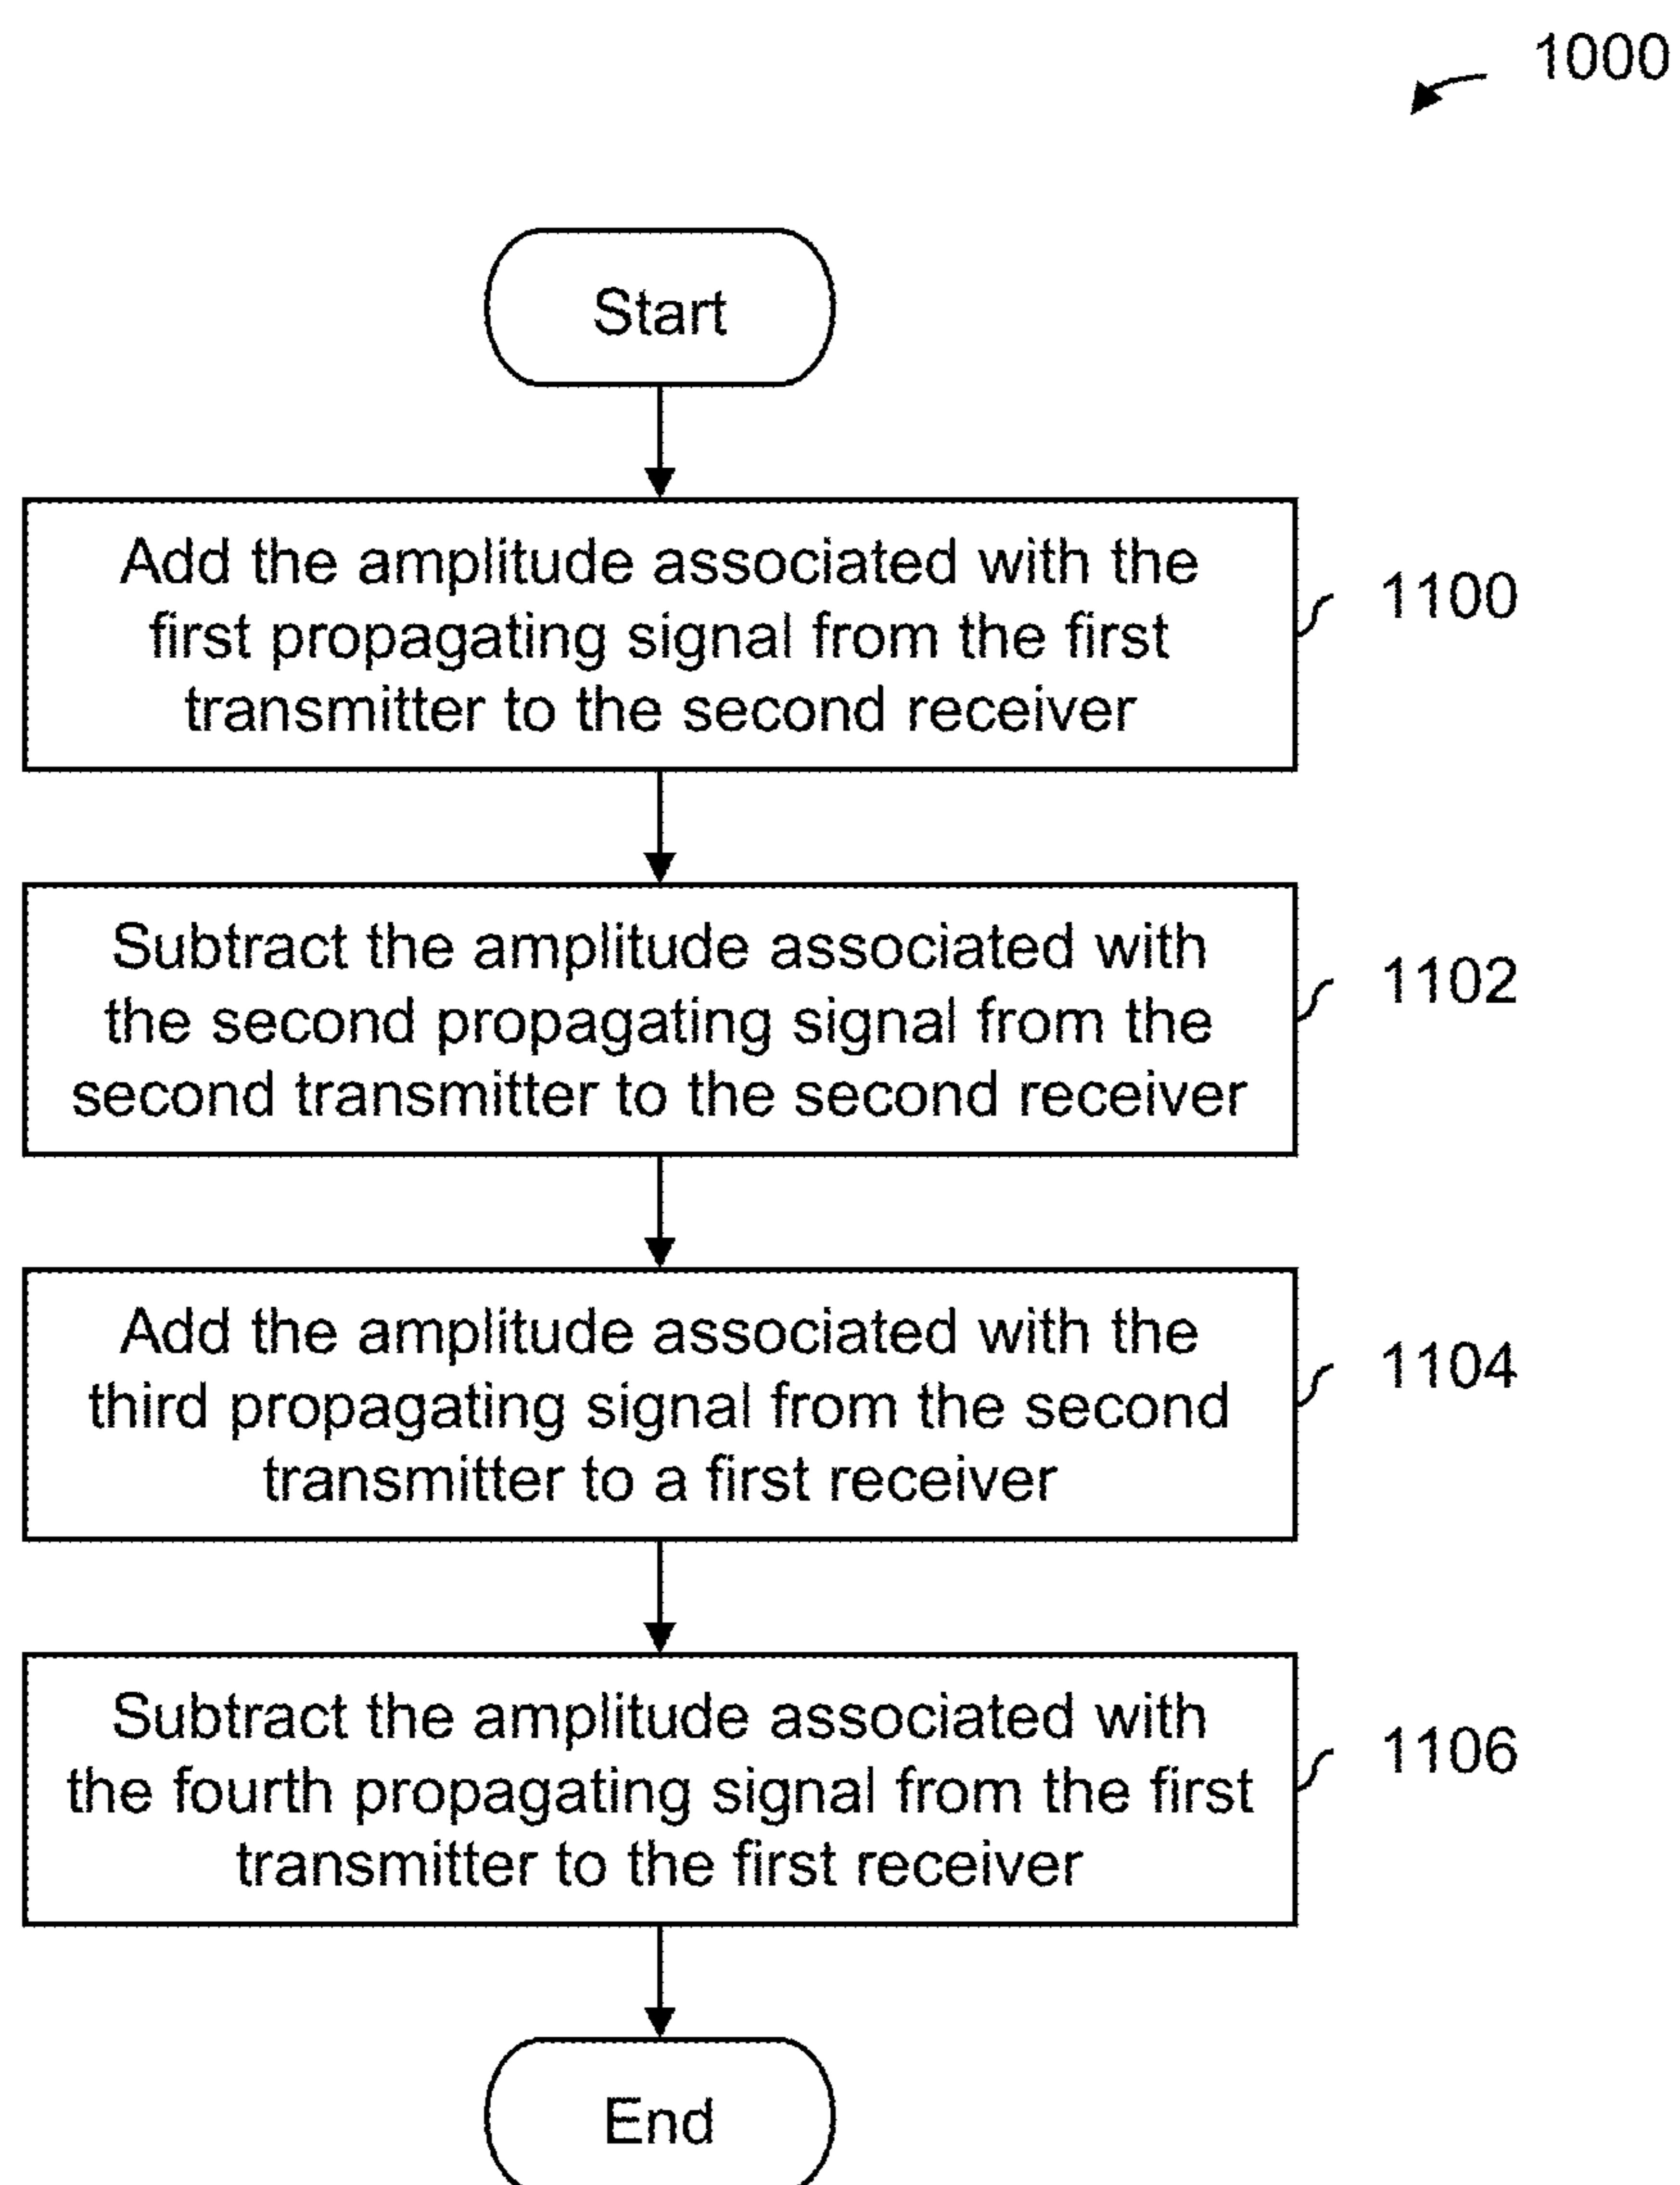 1000
Start
Add the amplitude associated with the
first propagating signal from the first
transmitter to the second receiver
1100
Subtract the amplitude associated with
the second propagating signal from the
second transmitter to the second receiver
1102
Add the amplitude associated with the
third propagating signal from the second
transmitter to a first receiver
1104
Subtract the amplitude associated with
the fourth propagating signal from the first
transmitter to the first receiver
1106
End